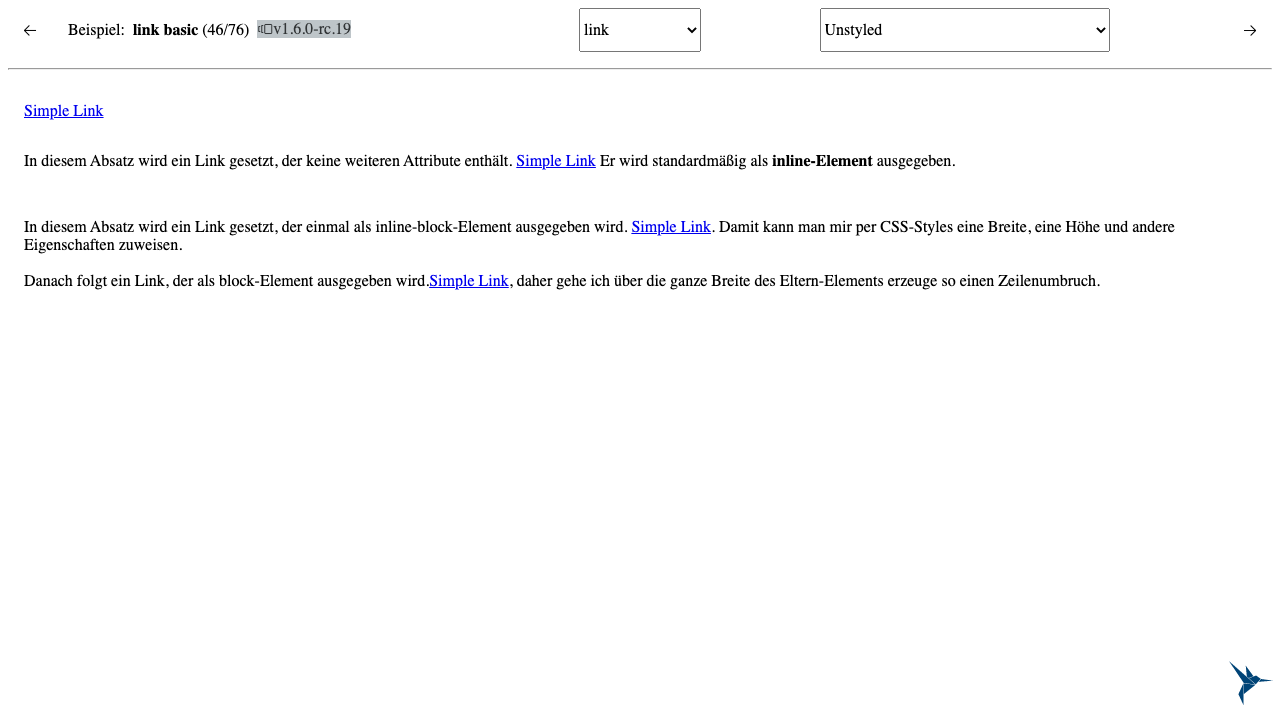 ← Beispiel: link basic (46/76) v1.6.0-rc.19 link Unstyled →
Simple Link
In diesem Absatz wird ein Link gesetzt, der keine weiteren Attribute enthält. Simple Link Er wird standardmäßig als inline-Element ausgegeben.
In diesem Absatz wird ein Link gesetzt, der einmal als inline-block-Element ausgegeben wird. Simple Link. Damit kann man mir per CSS-Styles eine Breite, eine Höhe und andere
Eigenschaften zuweisen.
Danach folgt ein Link, der als block-Element ausgegeben wird.Simple Link, daher gehe ich über die ganze Breite des Eltern-Elements erzeuge so einen Zeilenumbruch.